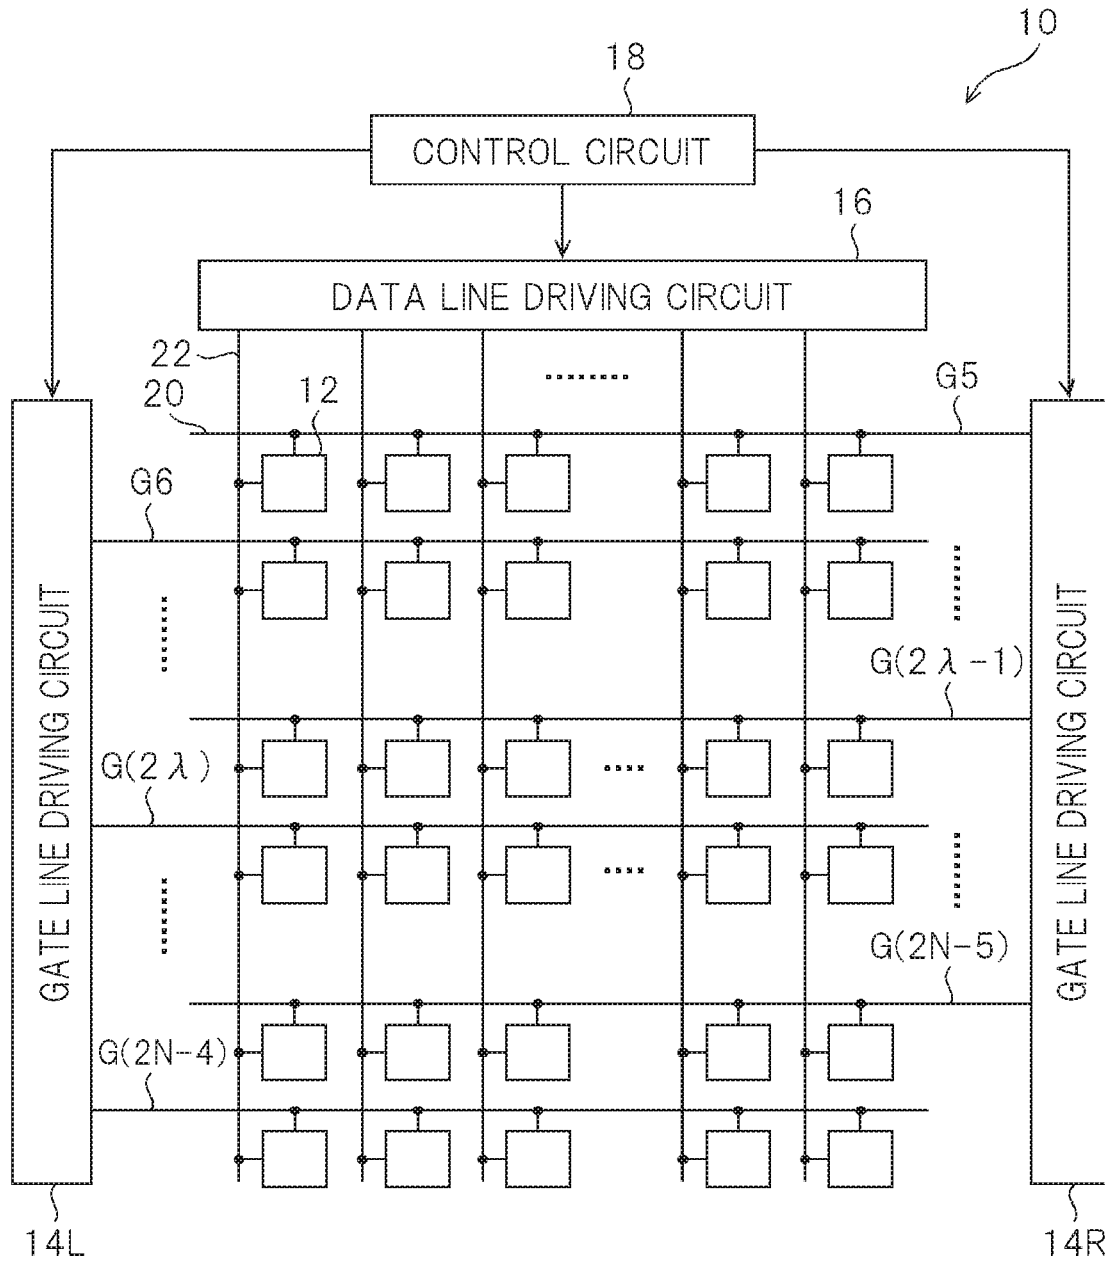 10
18
CONTROL CIRCUIT
16
DATA LINE DRIVING CIRCUIT
22
20
12
G5
G6
G(2λ-1)
G(2λ)
G(2N-5)
G(2N-4)
GATE LINE DRIVING CIRCUIT
GATE LINE DRIVING CIRCUIT
14L
14R